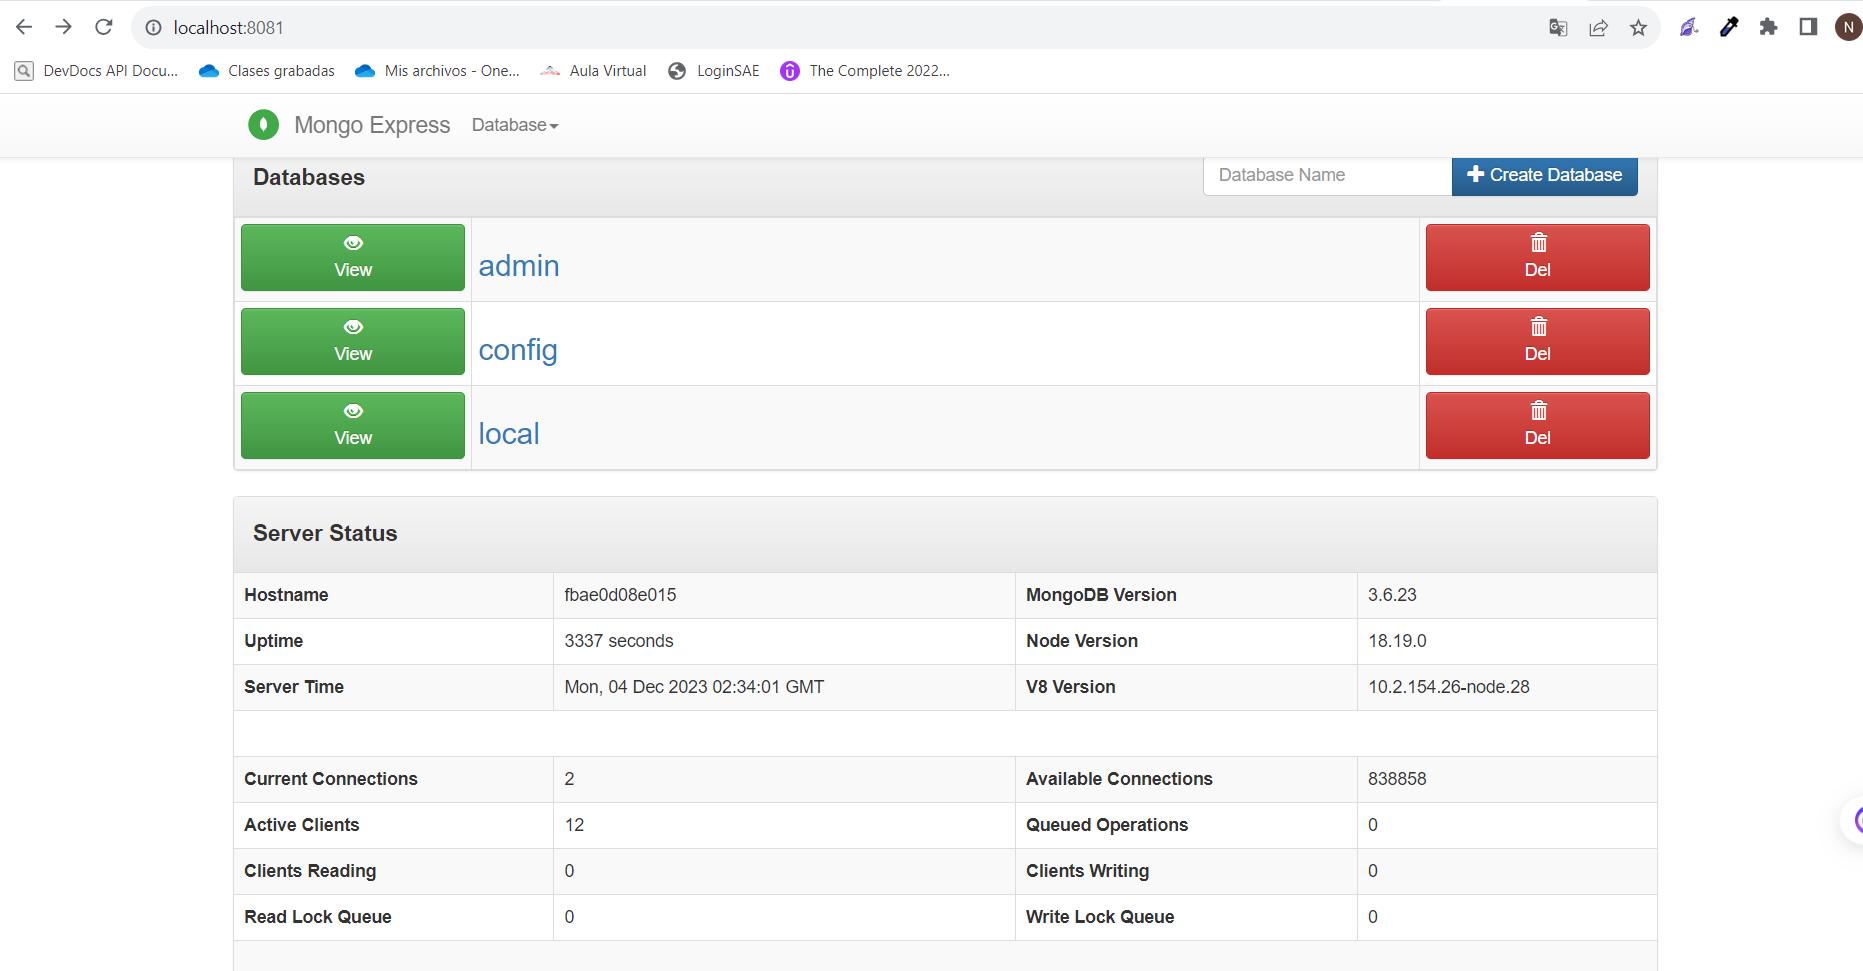 localhost:8081
N
DevDocs API Docu... Clases grabadas Mis archivos - One... Aula Virtual LoginSAE The Complete 2022...
Mongo Express Database
Databases Database Name Create Database
View admin Del
View config Del
View local Del
Server Status
Hostname fbae0d08e015 MongoDB Version 3.6.23
Uptime 3337 seconds Node Version 18.19.0
Server Time Mon, 04 Dec 2023 02:34:01 GMT V8 Version 10.2.154.26-node.28
Current Connections 2 Available Connections 838858
Active Clients 12 Queued Operations 0
Clients Reading 0 Clients Writing 0
Read Lock Queue 0 Write Lock Queue 0